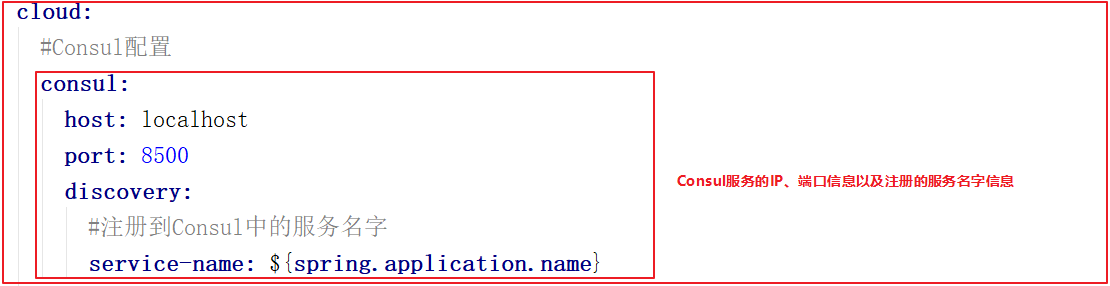 cloud:
#Consul配置
consul:
host: localhost
port: 8500
discovery:
#注册到Consul中的服务名字
service-name: ${spring.application.name}
Consul服务的IP、端口信息以及注册的服务名字信息